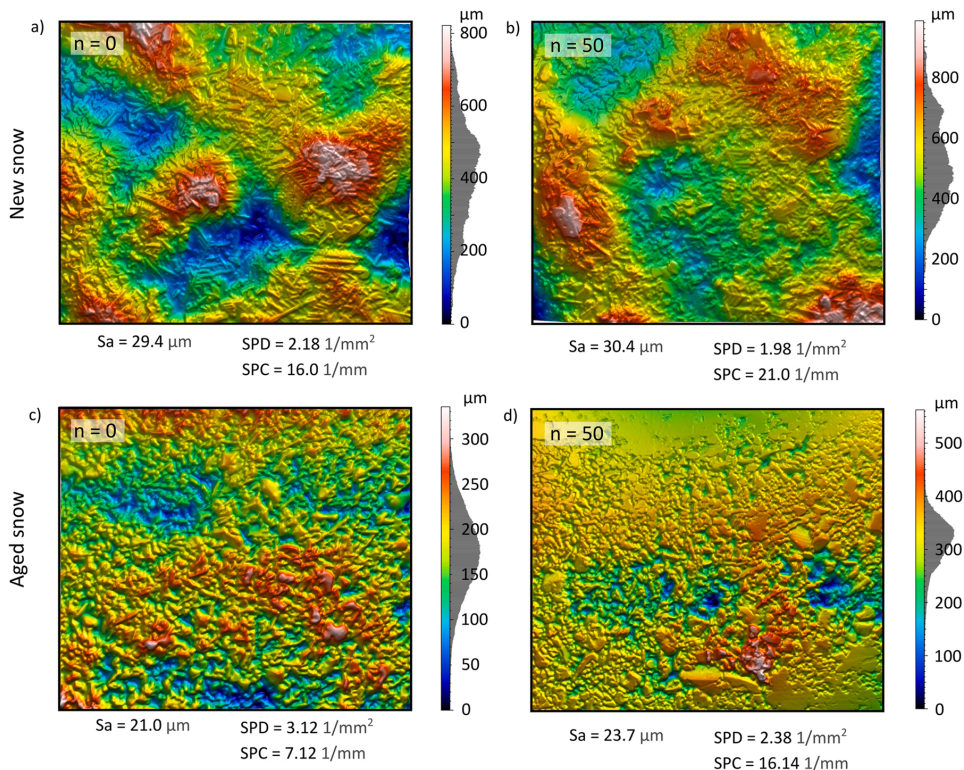 a)
n = 0
μm
800
600
400
200
0
b)
n = 50
μm
800
600
400
200
0
New snow
Sa = 29.4 μm
SPD = 2.18 1/mm²
SPC = 16.0 1/mm
Sa = 30.4 μm
SPD = 1.98 1/mm²
SPC = 21.0 1/mm
c)
n = 0
μm
300
250
200
150
100
50
0
d)
n = 50
μm
500
400
300
200
100
0
Aged snow
Sa = 21.0 μm
SPD = 3.12 1/mm²
SPC = 7.12 1/mm
Sa = 23.7 μm
SPD = 2.38 1/mm²
SPC = 16.14 1/mm